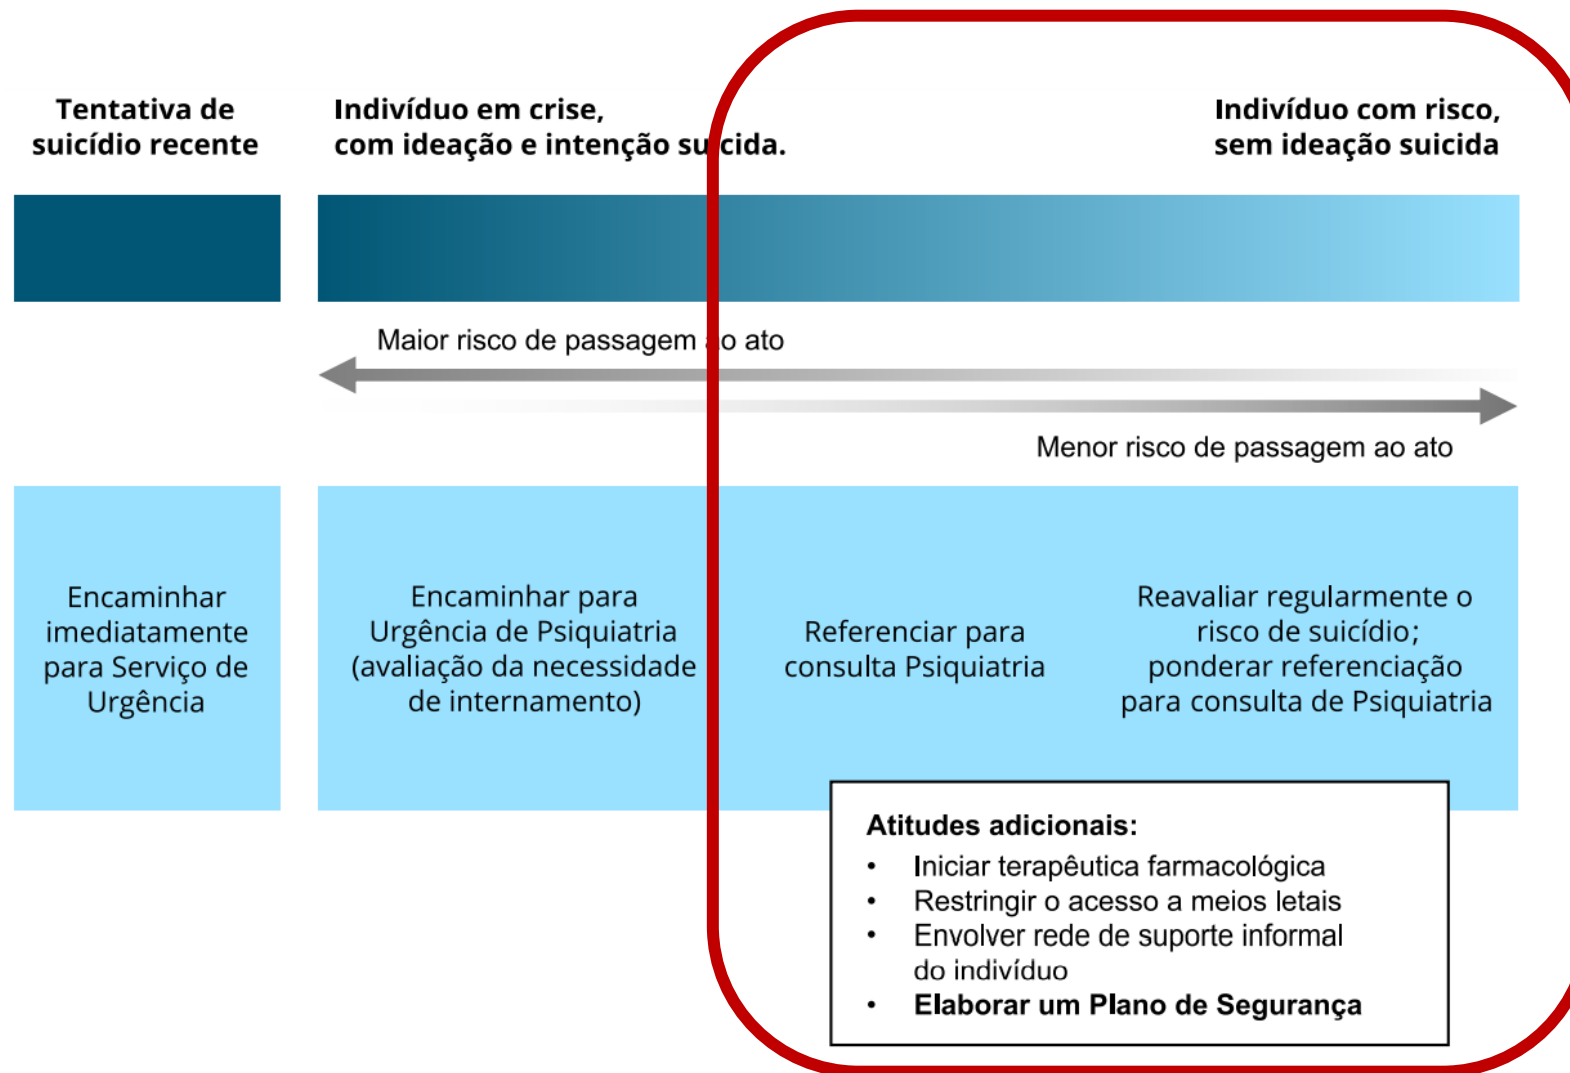 Tentativa de
suicídio recente
Indivíduo em crise,
com ideação e intenção suicida.
Indivíduo com risco,
sem ideação suicida
Maior risco de passagem ao ato
Menor risco de passagem ao ato
Encaminhar
imediatamente
para Serviço de
Urgência
Encaminhar para
Urgência de Psiquiatria
(avaliação da necessidade
de internamento)
Referenciar para
consulta Psiquiatria
Reavaliar regularmente o
risco de suicídio;
ponderar referenciação
para consulta de Psiquiatria
Atitudes adicionais:
• Iniciar terapêutica farmacológica
• Restringir o acesso a meios letais
• Envolver rede de suporte informal
do indivíduo
• Elaborar um Plano de Segurança